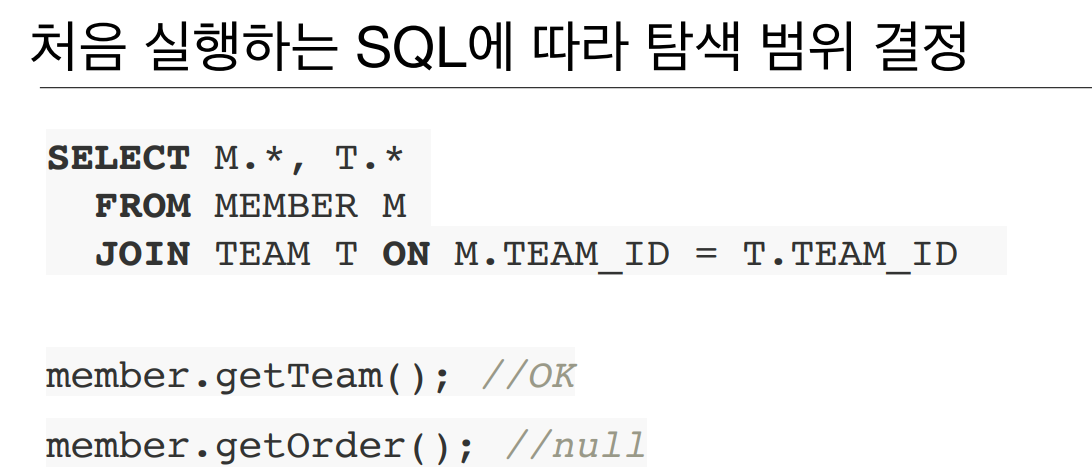 처음 실행하는 SQL에 따라 탐색 범위 결정
SELECT M.*, T.*
FROM MEMBER M
JOIN TEAM T ON M.TEAM_ID = T.TEAM_ID
member.getTeam(); //OK
member.getOrder(); //null